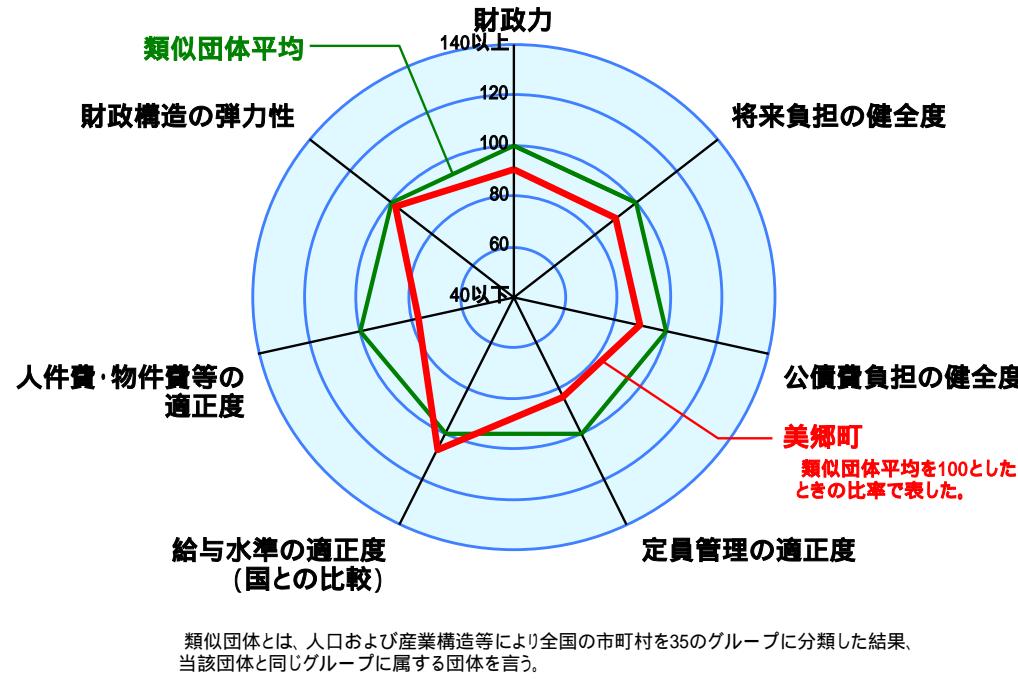 財政力
140以上
類似団体平均
120
財政構造の弾力性
将来負担の健全度
100
80
60
40以下
人件費・物件費等の
適正度
公債費負担の健全度
美郷町
類似団体平均を100とした
ときの比率で表した。
給与水準の適正度
(国との比較)
定員管理の適正度
類似団体とは、人口および産業構造等により全国の市町村を35のグループに分類した結果、
当該団体と同じグループに属する団体を言う。